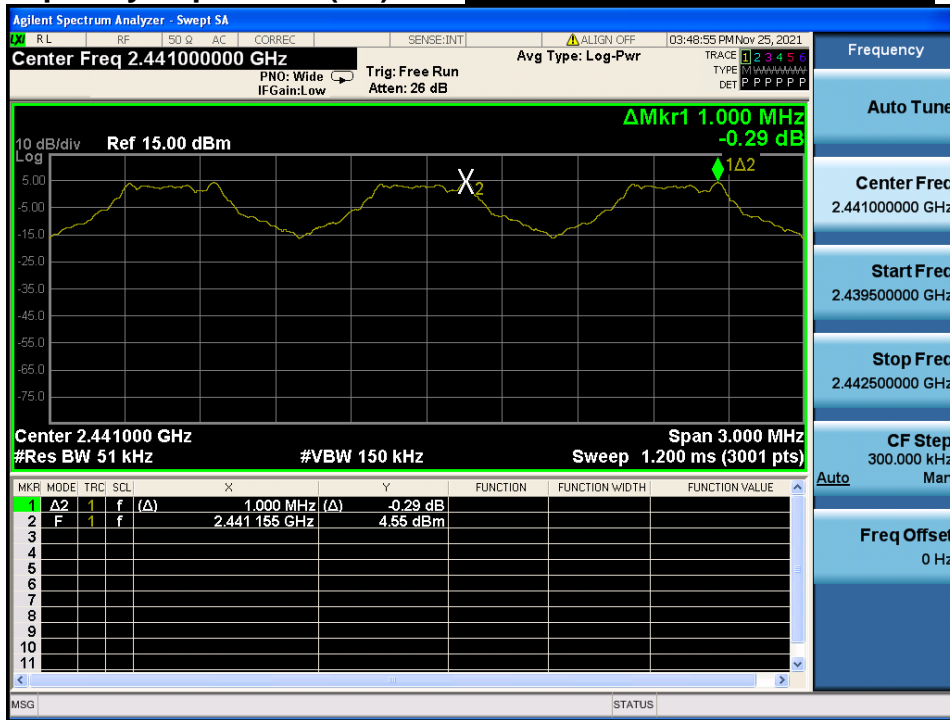 Agilent Spectrum Analyzer - Swept SA
LXI RL RF 50 Ω AC CORREC SENSE:INT ALIGN OFF 03:48:55 PM Nov 25, 2021
Center Freq 2.441000000 GHz
PNO: Wide
IFGain:Low
Trig: Free Run
Atten: 26 dB
Avg Type: Log-Pwr
TRACE 1 2 3 4 5 6
TYPE M WWWWW
DET P P P P P P
ΔMkr1 1.000 MHz
-0.29 dB
10 dB/div Ref 15.00 dBm
Log
1Δ2
X2
5.00
-5.00
-15.0
-25.0
-35.0
-45.0
-55.0
-65.0
-75.0
Center 2.441000 GHz Span 3.000 MHz
#Res BW 51 kHz #VBW 150 kHz Sweep 1.200 ms (3001 pts)
MKR MODE TRC SCL X Y FUNCTION FUNCTION WIDTH FUNCTION VALUE
1 Δ2 1 f (Δ) 1.000 MHz (Δ) -0.29 dB
2 F 1 f 2.441 155 GHz 4.55 dBm
3
4
5
6
7
8
9
10
11
MSG STATUS
Frequency
Auto Tune
Center Freq
2.441000000 GHz
Start Freq
2.439500000 GHz
Stop Freq
2.442500000 GHz
CF Step
300.000 kHz
Auto Man
Freq Offset
0 Hz